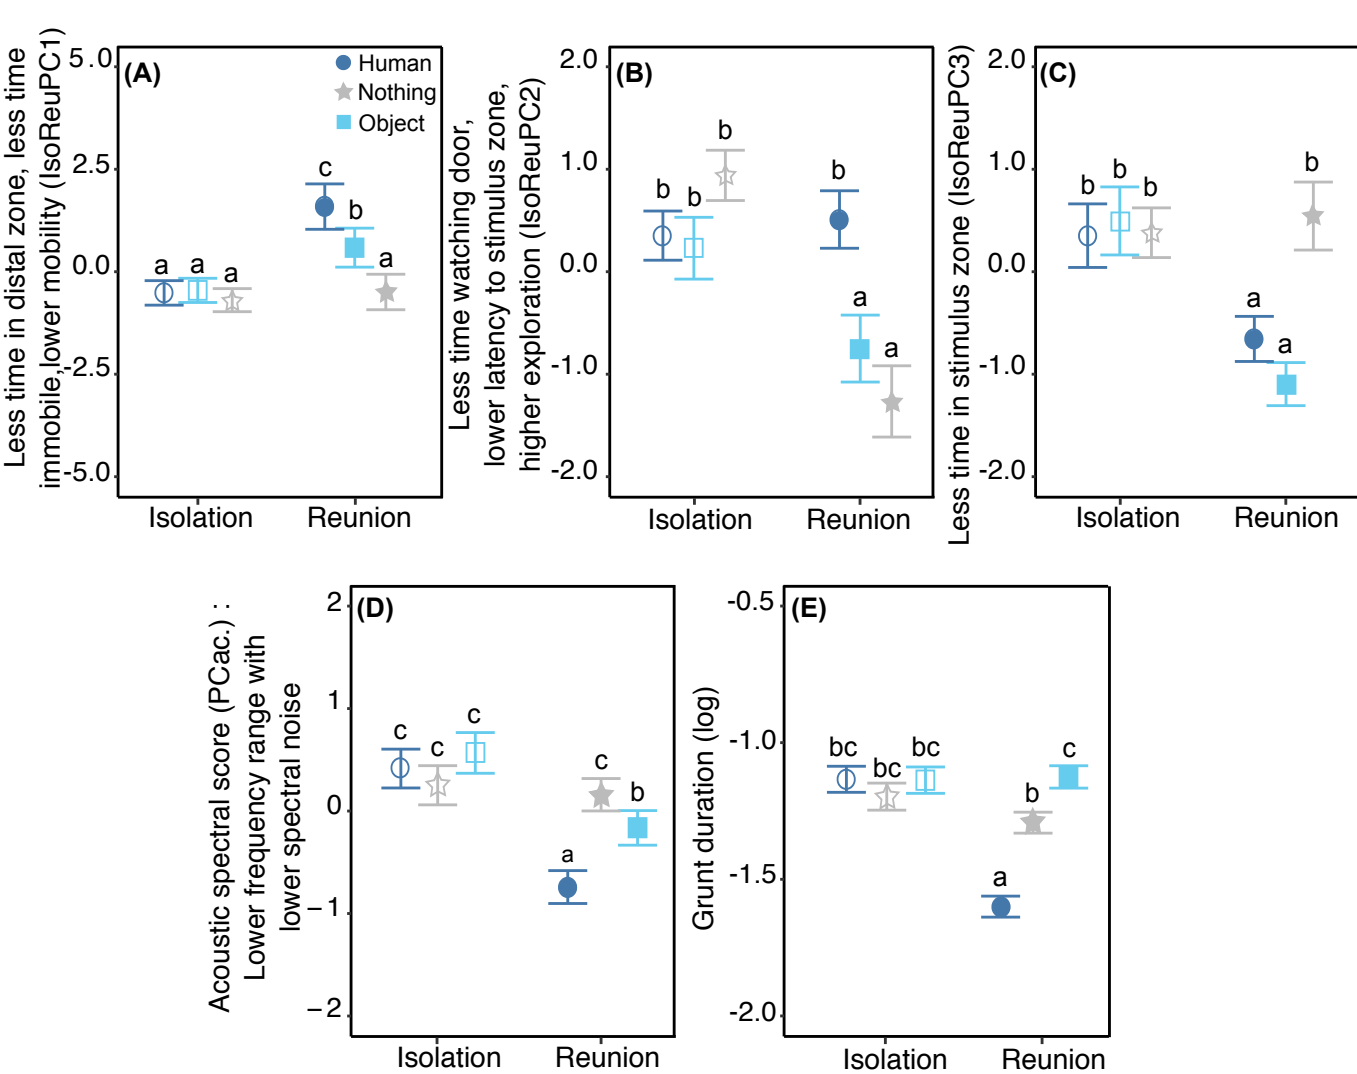 Less time in distal zone, less time
immobile,lower mobility (IsoReuPC1)
5.0
2.5
0.0
-2.5
-5.0
(A)
Human
Nothing
Object
a a a
c
b
a
Isolation Reunion
Less time watching door,
lower latency to stimulus zone,
higher exploration (IsoReuPC2)
2.0
1.0
0.0
-1.0
-2.0
(B)
b b b
b
a
a
Isolation Reunion
Less time in stimulus zone (IsoReuPC3)
2.0
1.0
0.0
-1.0
-2.0
(C)
b b b
a
a
b
Isolation Reunion
Acoustic spectral score (PCac.) :
Lower frequency range with
lower spectral noise
2
1
0
−1
−2
(D)
c c c
a
c
b
Isolation Reunion
Grunt duration (log)
-0.5
-1.0
-1.5
-2.0
(E)
bc bc bc
a
b
c
Isolation Reunion